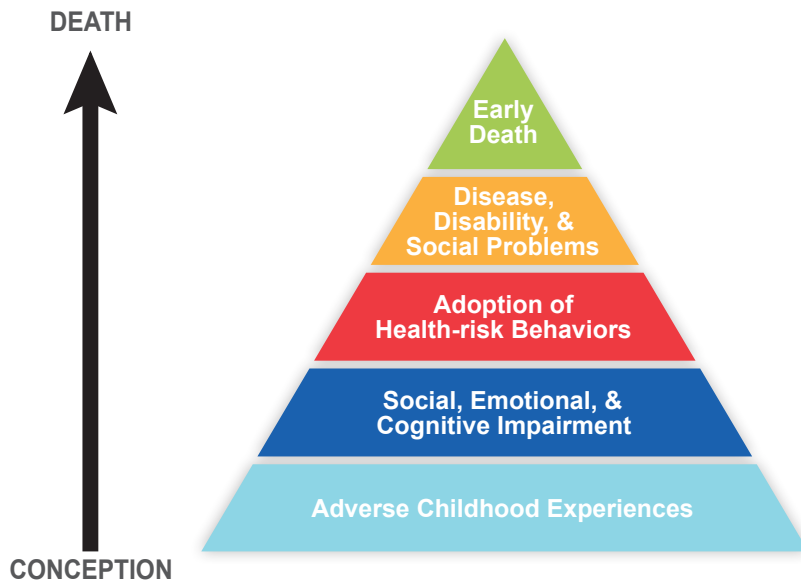 DEATH
Early
Death
Disease,
Disability, &
Social Problems
Adoption of
Health-risk Behaviors
Social, Emotional, &
Cognitive Impairment
Adverse Childhood Experiences
CONCEPTION